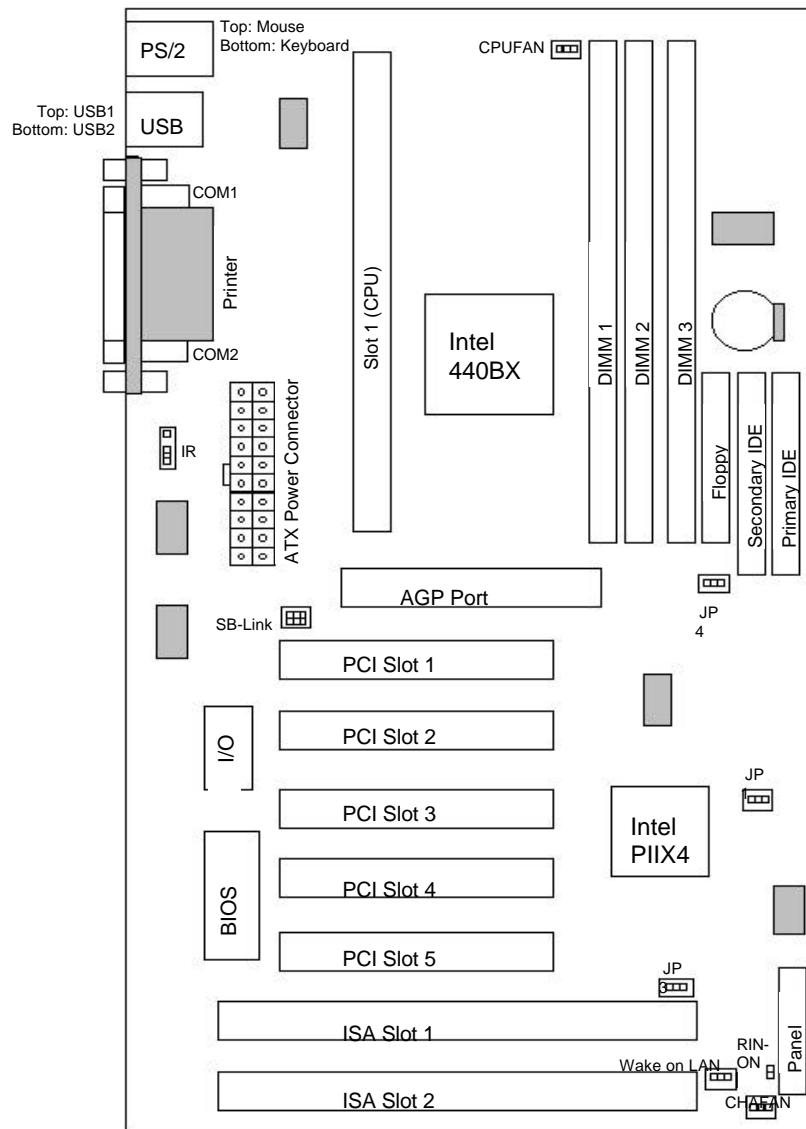 Top: Mouse
Bottom: Keyboard
PS/2
CPUFAN
Top: USB1
Bottom: USB2
USB
COM1
Printer
COM2
Slot 1 (CPU)
Intel
440BX
DIMM 1
DIMM 2
DIMM 3
Floppy
Secondary IDE
Primary IDE
IR
ATX Power Connector
AGP Port
JP
4
SB-Link
PCI Slot 1
I/O
PCI Slot 2
JP
1
PCI Slot 3
Intel
PIIX4
BIOS
PCI Slot 4
PCI Slot 5
JP
3
ISA Slot 1
Panel
RIN-
ON
Wake on LAN
ISA Slot 2
CHAFAN